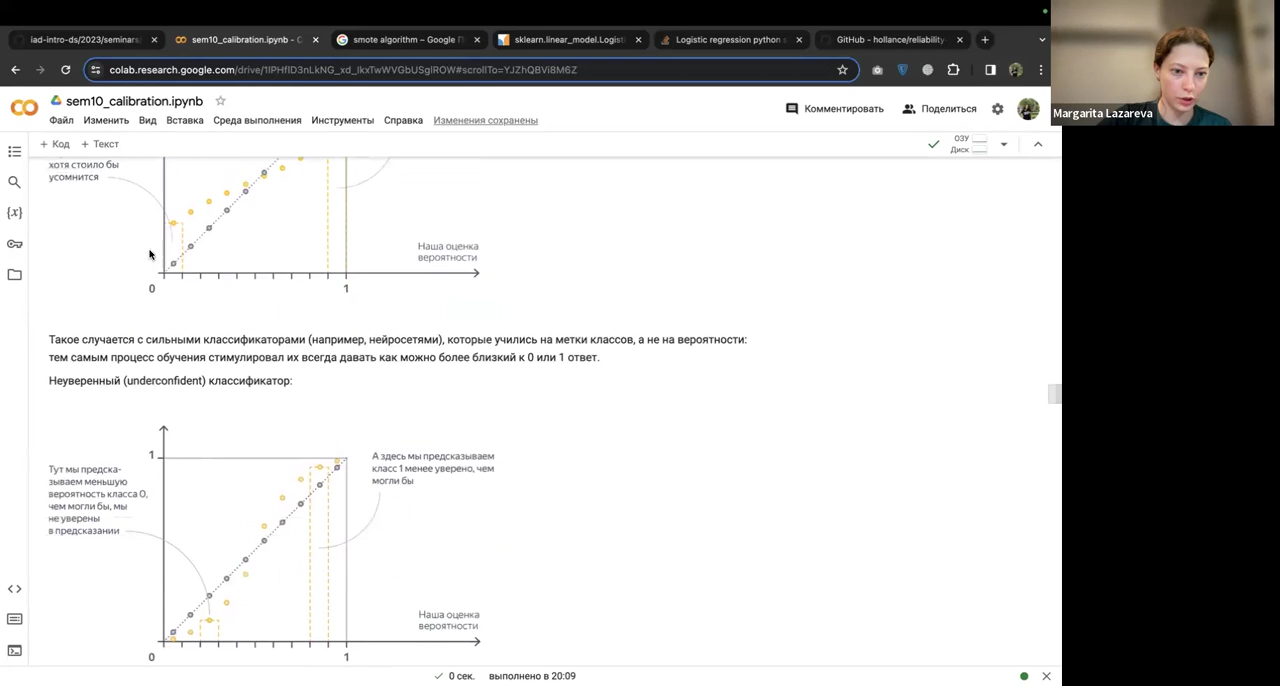 iad-intro-ds/2023/seminars
sem10_calibration.ipynb - C
smote algorithm – Google П
sklearn.linear_model.Logisti
Logistic regression python s
GitHub - hollance/reliability-
colab.research.google.com/drive/1lPHfID3nLkNG_xd_lkxTwWVGbUSglROW#scrollTo=YJZhQBVi8M6Z
Margarita Lazareva
sem10_calibration.ipynb
Комментировать
Поделиться
Файл Изменить Вид Вставка Среда выполнения Инструменты Справка Изменения сохранены
+ Код + Текст
ОЗУ
Диск
хотя стоило бы
усомнится
Наша оценка
вероятности
0
1
Такое случается с сильными классификаторами (например, нейросетями), которые учились на метки классов, а не на вероятности:
тем самым процесс обучения стимулировал их всегда давать как можно более близкий к 0 или 1 ответ.
Неуверенный (underconfident) классификатор:
1
Тут мы предска-
зываем меньшую
вероятность класса 0,
чем могли бы, мы
не уверены
в предсказании
А здесь мы предсказываем
класс 1 менее уверено, чем
могли бы
Наша оценка
вероятности
0
1
0 сек. выполнено в 20:09